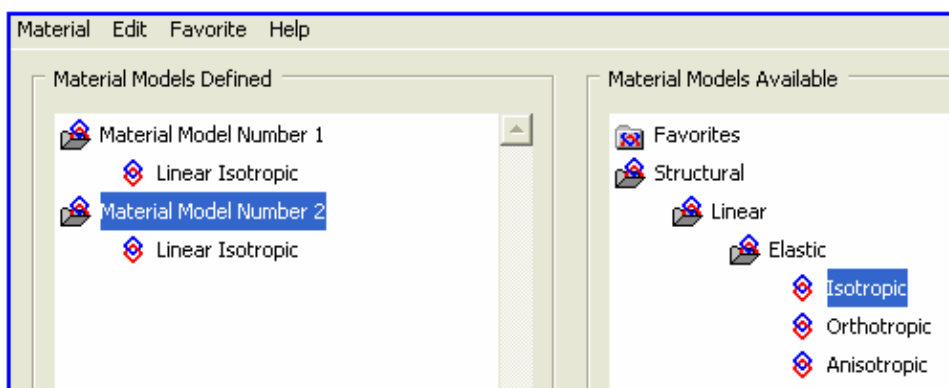 Material Edit Favorite Help
Material Models Defined
Material Model Number 1
Linear Isotropic
Material Model Number 2
Linear Isotropic
Material Models Available
Favorites
Structural
Linear
Elastic
Isotropic
Orthotropic
Anisotropic